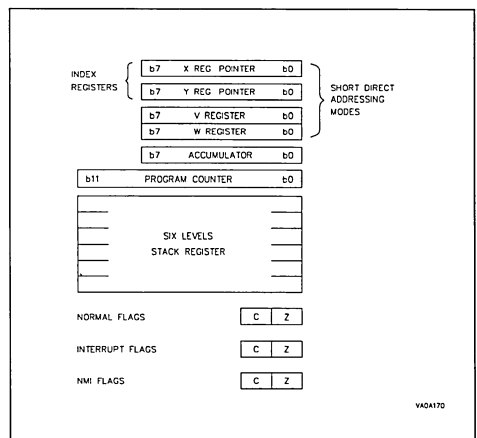 b7 X REG POINTER b0
INDEX
REGISTERS
b7 Y REG POINTER b0
SHORT DIRECT
ADDRESSING
MODES
b7 V REGISTER b0
b7 W REGISTER b0
b7 ACCUMULATOR b0
b11 PROGRAM COUNTER b0
SIX LEVELS
STACK REGISTER
NORMAL FLAGS C Z
INTERRUPT FLAGS C Z
NMI FLAGS C Z
VA0A170